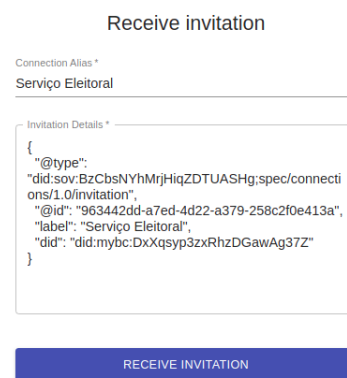 Receive invitation
Connection Alias *
Serviço Eleitoral
Invitation Details *
{
"@type":
"did:sov:BzCbsNYhMrjHiqZDTUASHg;spec/connecti
ons/1.0/invitation",
"@id": "963442dd-a7ed-4d22-a379-258c2f0e413a",
"label": "Serviço Eleitoral",
"did": "did:mybc:DxXqsyp3zxRhzDGawAg37Z"
}
RECEIVE INVITATION